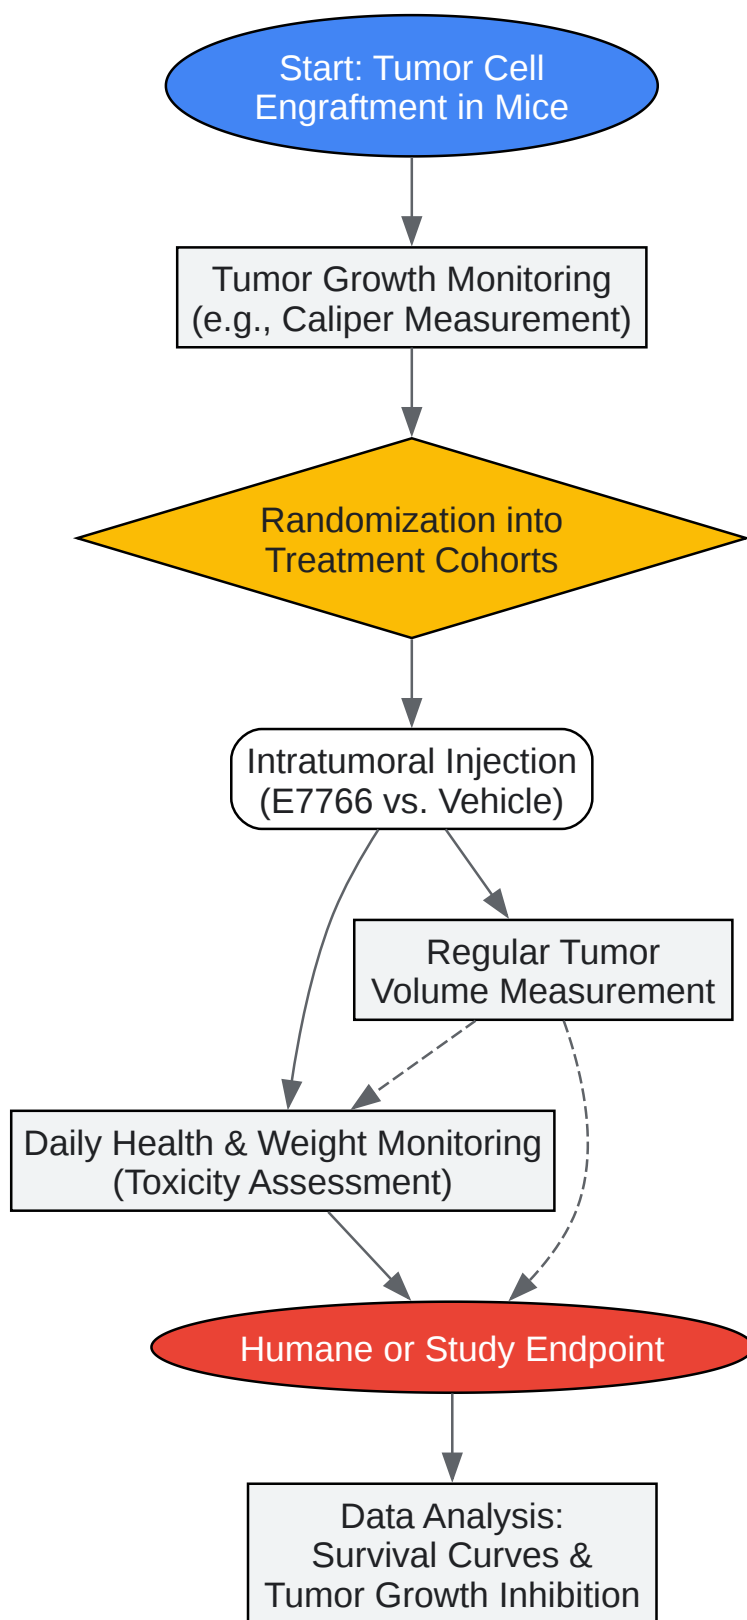 Start: Tumor Cell
Engraftment in Mice
Tumor Growth Monitoring
(e.g., Caliper Measurement)
Randomization into
Treatment Cohorts
Intratumoral Injection
(E7766 vs. Vehicle)
Regular Tumor
Volume Measurement
Daily Health & Weight Monitoring
(Toxicity Assessment)
Humane or Study Endpoint
Data Analysis:
Survival Curves &
Tumor Growth Inhibition